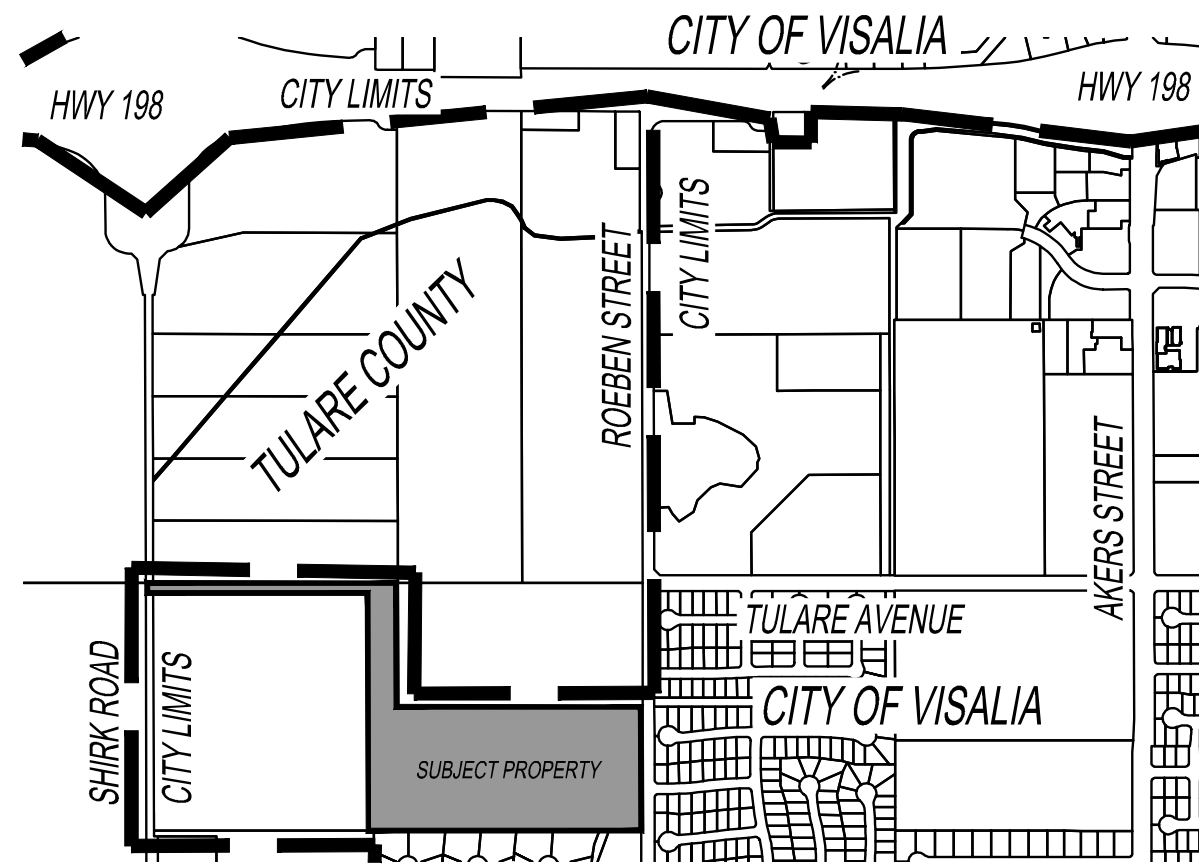 CITY OF VISALIA
HWY 198
CITY LIMITS
HWY 198
CITY LIMITS
ROEBEN STREET
TULARE COUNTY
AKERS STREET
TULARE AVENUE
SHIRK ROAD
CITY LIMITS
CITY OF VISALIA
SUBJECT PROPERTY